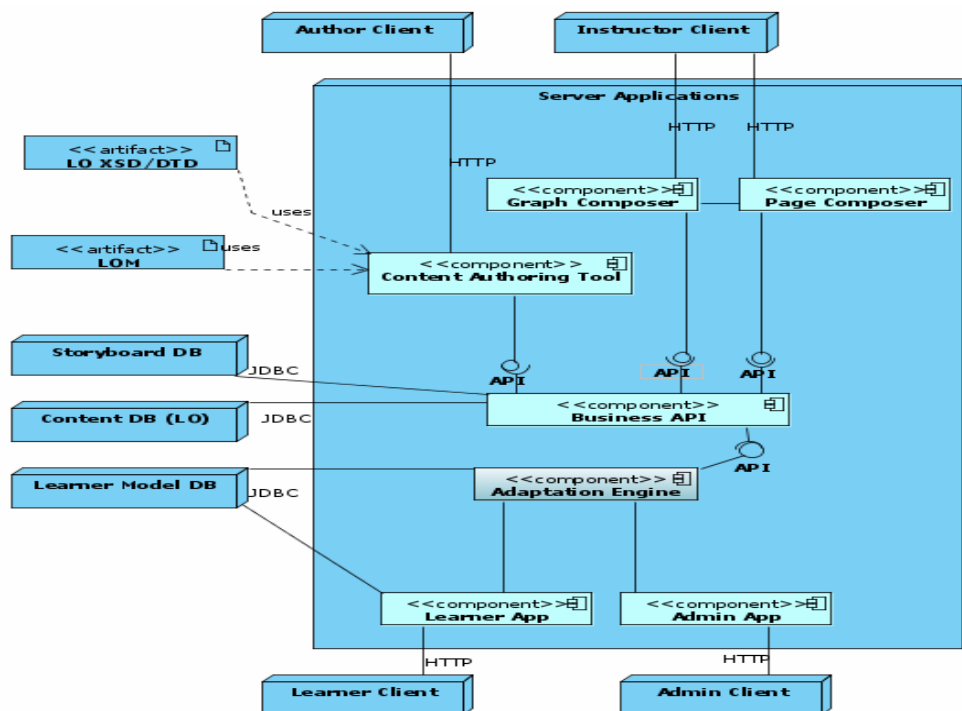 Author Client
Instructor Client
Server Applications
HTTP
HTTP
<<artifact>>
LO XSD/DTD
HTTP
<<component>>
Graph Composer
<<component>>
Page Composer
uses
<<artifact>>
LOM
uses
<<component>>
Content Authoring Tool
Storyboard DB
JDBC
API
API
API
<<component>>
Business API
Content DB (LO)
JDBC
API
Learner Model DB
JDBC
<<component>>
Adaptation Engine
<<component>>
Learner App
<<component>>
Admin App
HTTP
HTTP
Learner Client
Admin Client